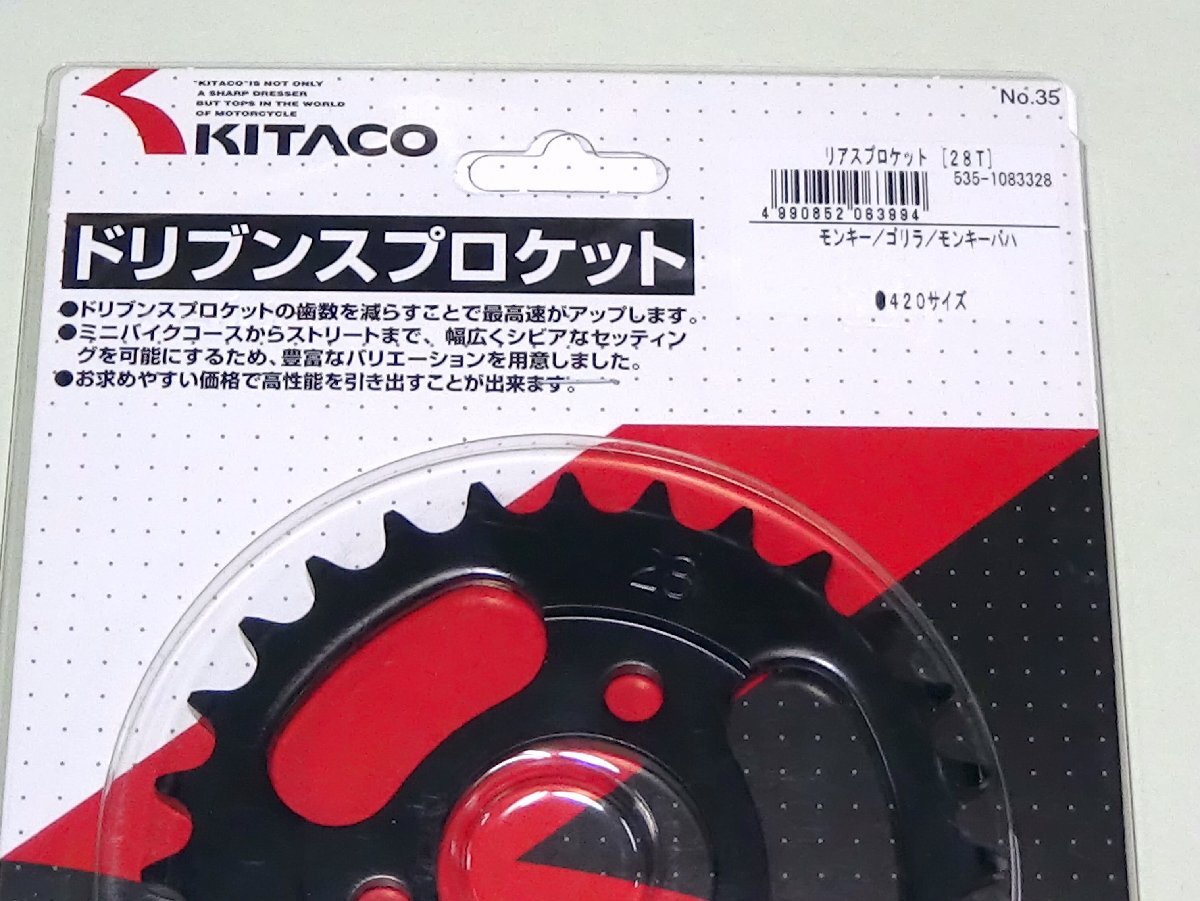 "KITACO"IS NOT ONLY
A SHARP DRESSER
BUT TOPS IN THE WORLD
OF MOTORCYCLE
KITACO
No.35
リアスプロケット [28T]
535-1083328
4 990852 063994
モンキー/ゴリラ/モンキーバハ
●420サイズ
ドリブンスプロケット
●ドリブンスプロケットの歯数を減らすことで最高速がアップします。
●ミニバイクコースからストリートまで、幅広くシビアなセッティン
グを可能にするため、豊富なバリエーションを用意しました。
●お求めやすい価格で高性能を引き出すことが出来ます。
28